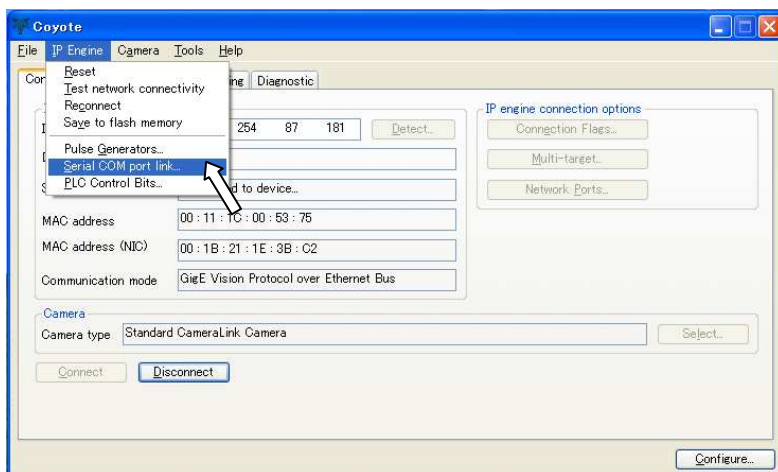 Coyote
File IP Engine Camera Tools Help
Reset
Test network connectivity
Reconnect
Save to flash memory
Pulse Generators...
Serial COM port link...
PLC Control Bits...
Diagnostic
254 87 181 Detect...
to device...
MAC address 00 : 11 : 1C : 00 : 53 : 75
MAC address (NIC) 00 : 1B : 21 : 1E : 3B : C2
Communication mode GigE Vision Protocol over Ethernet Bus
IP engine connection options
Connection Flags...
Multi-target...
Network Ports...
Camera
Camera type Standard CameraLink Camera Select...
Connect Disconnect
Configure...